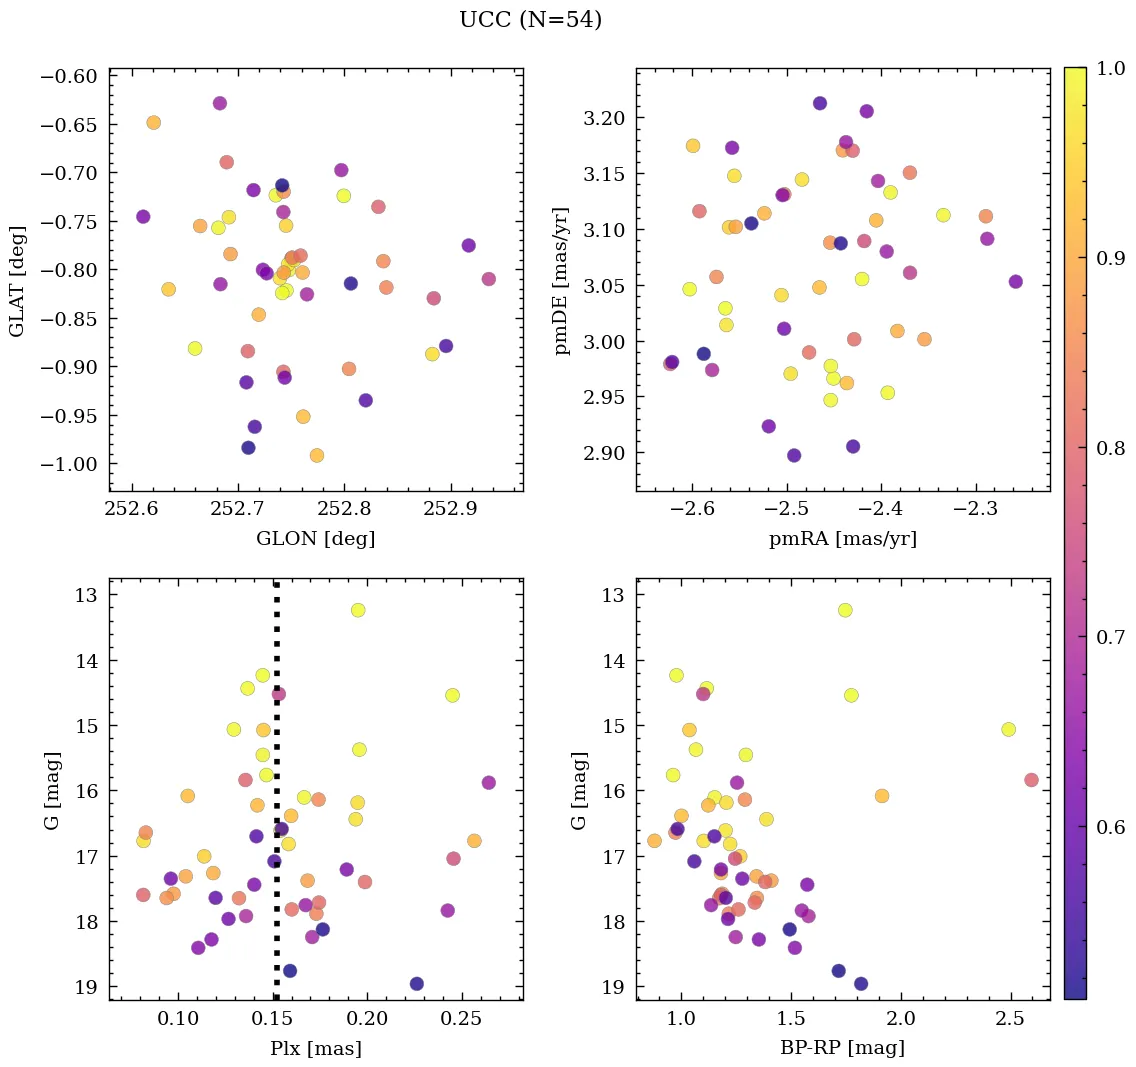 UCC (N=54)
−0.60
−0.65
−0.70
−0.75
−0.80
−0.85
−0.90
−0.95
−1.00
GLAT [deg]
252.6 252.7 252.8 252.9
GLON [deg]
3.20
3.15
3.10
3.05
3.00
2.95
2.90
pmDE [mas/yr]
−2.6 −2.5 −2.4 −2.3
pmRA [mas/yr]
1.0
0.9
0.8
0.7
0.6
13
14
15
16
17
18
19
G [mag]
0.10 0.15 0.20 0.25
Plx [mas]
13
14
15
16
17
18
19
G [mag]
1.0 1.5 2.0 2.5
BP-RP [mag]